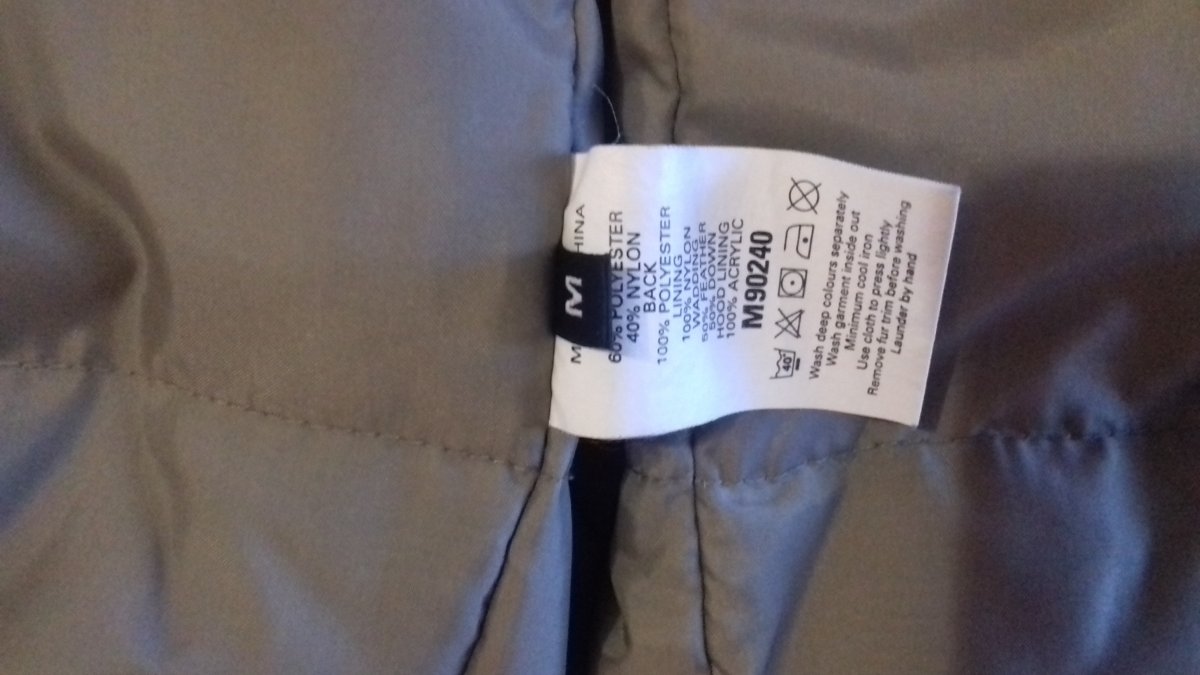 M
60% POLYESTER
40% NYLON
BACK
100% POLYESTER
LINING
100% NYLON
WADDING
50% FEATHER
50% DOWN
HOOD LINING
100% ACRYLIC
M90240
40°
Wash deep colours separately
Wash garment inside out
Minimum cool iron
Use cloth to press lightly
Remove fur trim before washing
Launder by hand